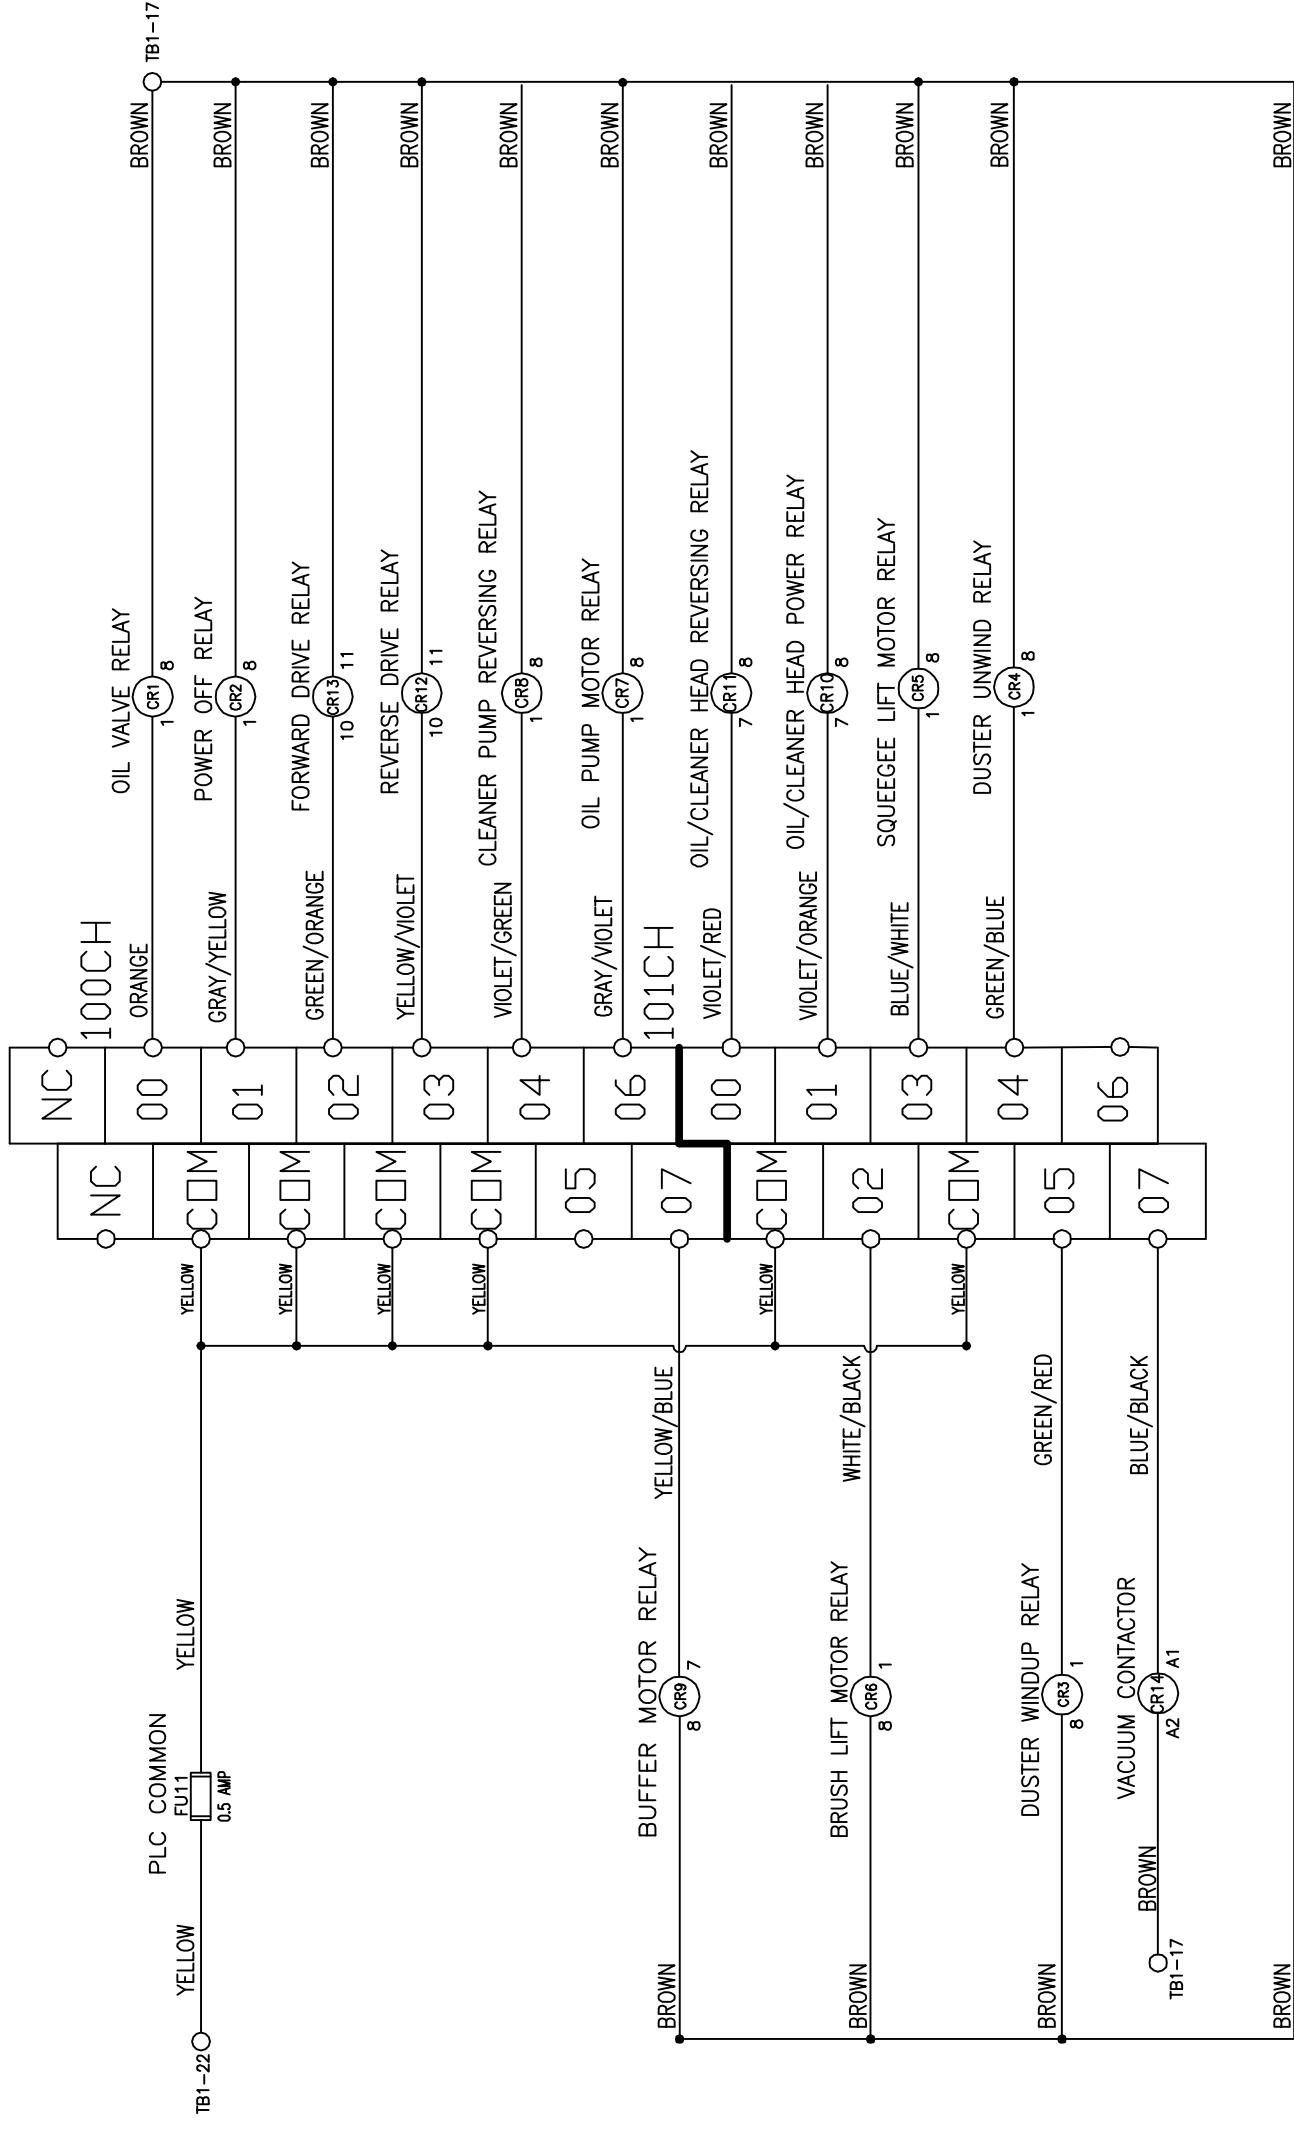 TB1-17
BROWN
BROWN
BROWN
BROWN
BROWN
BROWN
BROWN
BROWN
BROWN
BROWN
BROWN
OIL VALVE RELAY
1 CR1 8
POWER OFF RELAY
1 CR2 8
FORWARD DRIVE RELAY
10 CR13 11
REVERSE DRIVE RELAY
10 CR12 11
CLEANER PUMP REVERSING RELAY
1 CR8 8
OIL PUMP MOTOR RELAY
1 CR7 8
OIL/CLEANER HEAD REVERSING RELAY
7 CR11 8
OIL/CLEANER HEAD POWER RELAY
7 CR10 8
SQUEEGEE LIFT MOTOR RELAY
1 CR5 8
DUSTER UNWIND RELAY
1 CR4 8
100CH
ORANGE
GRAY/YELLOW
GREEN/ORANGE
YELLOW/VIOLET
VIOLET/GREEN
GRAY/VIOLET
101CH
VIOLET/RED
VIOLET/ORANGE
BLUE/WHITE
GREEN/BLUE
NC
00
01
02
03
04
06
00
01
03
04
06
NC
COM
COM
COM
COM
05
07
COM
02
COM
05
07
YELLOW
YELLOW
YELLOW
YELLOW
YELLOW
YELLOW
YELLOW/BLUE
WHITE/BLACK
GREEN/RED
BLUE/BLACK
PLC COMMON
YELLOW
FU11
0.5 AMP
YELLOW
TB1-22
BUFFER MOTOR RELAY
8 CR9 7
BROWN
BRUSH LIFT MOTOR RELAY
8 CR6 1
BROWN
DUSTER WINDUP RELAY
8 CR3 1
BROWN
VACUUM CONTACTOR
A2 CR14 A1
BROWN
TB1-17
BROWN